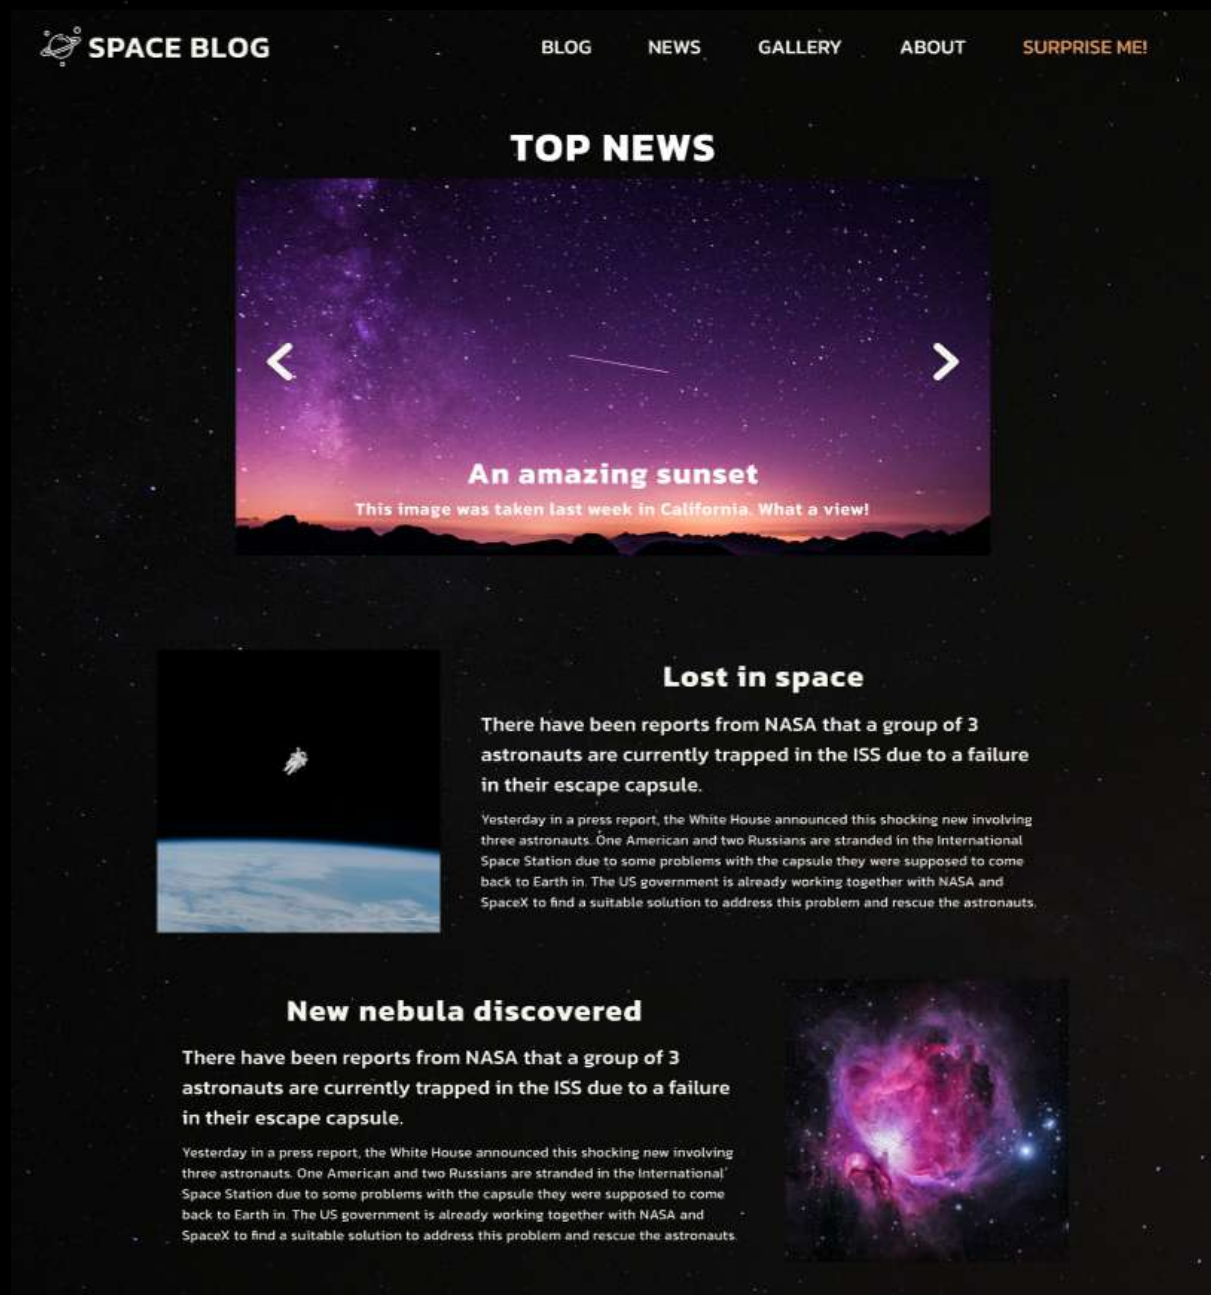 SPACE BLOG
BLOG NEWS GALLERY ABOUT SURPRISE ME!
TOP NEWS
An amazing sunset
This image was taken last week in California. What a view!
Lost in space
There have been reports from NASA that a group of 3
astronauts are currently trapped in the ISS due to a failure
in their escape capsule.
Yesterday in a press report, the White House announced this shocking new involving
three astronauts. One American and two Russians are stranded in the International
Space Station due to some problems with the capsule they were supposed to come
back to Earth in. The US government is already working together with NASA and
SpaceX to find a suitable solution to address this problem and rescue the astronauts.
New nebula discovered
There have been reports from NASA that a group of 3
astronauts are currently trapped in the ISS due to a failure
in their escape capsule.
Yesterday in a press report, the White House announced this shocking new involving
three astronauts. One American and two Russians are stranded in the International
Space Station due to some problems with the capsule they were supposed to come
back to Earth in. The US government is already working together with NASA and
SpaceX to find a suitable solution to address this problem and rescue the astronauts.